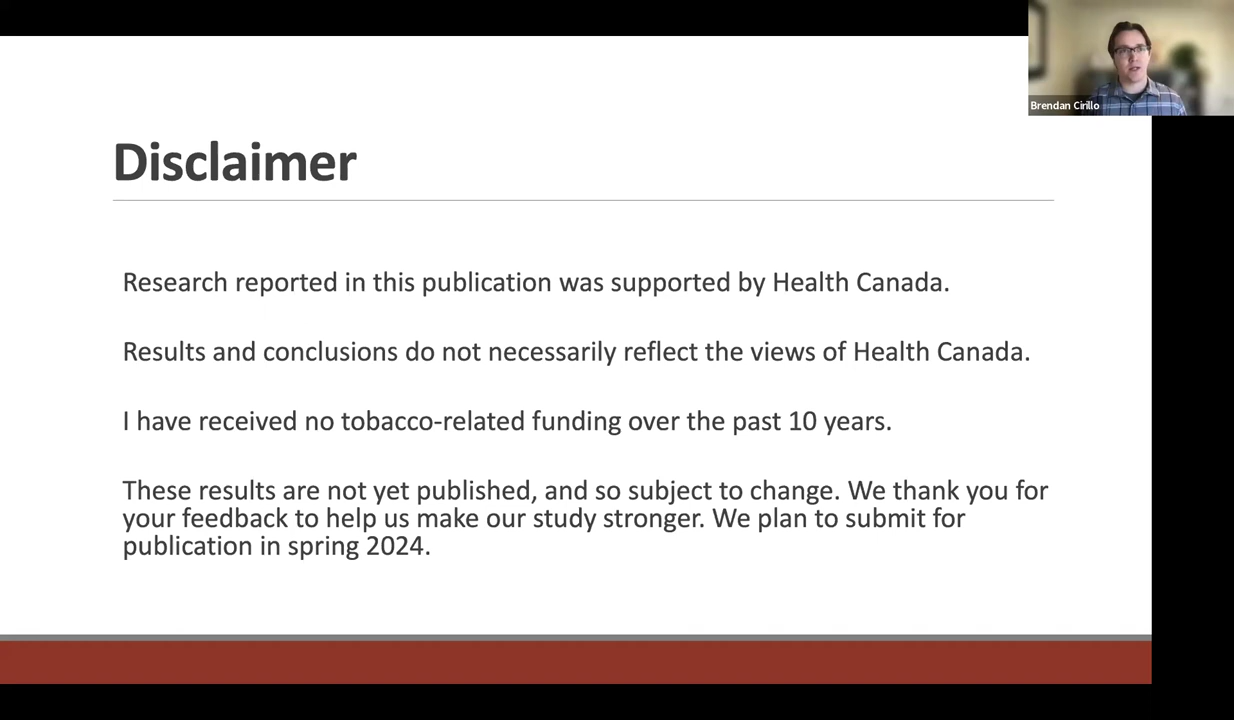 Brendan Cirillo
Disclaimer
Research reported in this publication was supported by Health Canada.
Results and conclusions do not necessarily reflect the views of Health Canada.
I have received no tobacco-related funding over the past 10 years.
These results are not yet published, and so subject to change. We thank you for
your feedback to help us make our study stronger. We plan to submit for
publication in spring 2024.